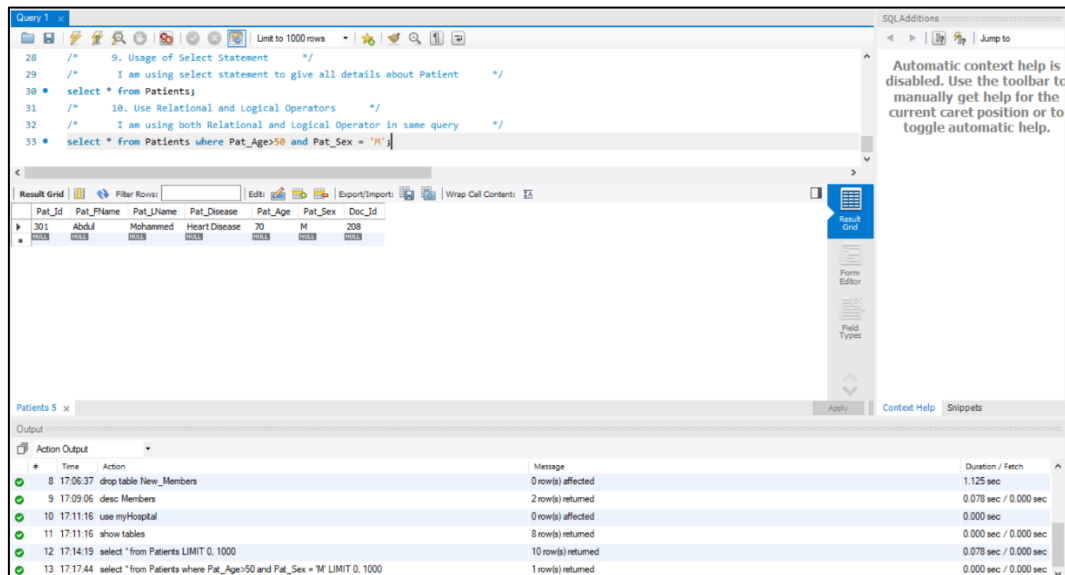 Query 1
SQLAdditions
Limit to 1000 rows
Jump to
28 /* 9. Usage of Select Statement */
29 /* I am using select statement to give all details about Patient */
30 select * from Patients;
31 /* 10. Use Relational and Logical Operators */
32 /* I am using both Relational and Logical Operator in same query */
33 select * from Patients where Pat_Age>50 and Pat_Sex = 'M';
Automatic context help is
disabled. Use the toolbar to
manually get help for the
current caret position or to
toggle automatic help.
Result Grid Filter Rows: Edit: Export/Import: Wrap Cell Content:
Pat_Id Pat_FName Pat_LName Pat_Disease Pat_Age Pat_Sex Doc_Id
301 Abdul Mohammed Heart Disease 70 M 208
NULL NULL NULL NULL NULL NULL NULL
Result
Grid
Form
Editor
Field
Types
Patients 5
Apply
Context Help Snippets
Output
Action Output
# Time Action Message Duration / Fetch
8 17:06:37 drop table New_Members 0 row(s) affected 1.125 sec
9 17:09:06 desc Members 2 row(s) returned 0.078 sec / 0.000 sec
10 17:11:16 use myHospital 0 row(s) affected 0.000 sec
11 17:11:16 show tables 8 row(s) returned 0.000 sec / 0.000 sec
12 17:14:19 select * from Patients LIMIT 0, 1000 10 row(s) returned 0.078 sec / 0.000 sec
13 17:17:44 select * from Patients where Pat_Age>50 and Pat_Sex = 'M' LIMIT 0, 1000 1 row(s) returned 0.000 sec / 0.000 sec